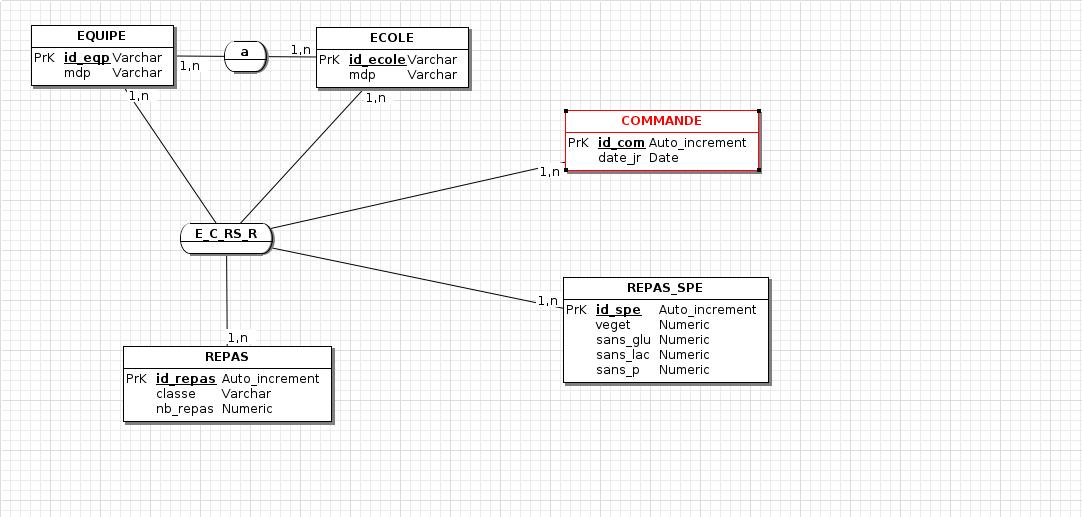 EQUIPE
PrK id_eqp Varchar
mdp Varchar
1,n
a
1,n
ECOLE
PrK id_ecole Varchar
mdp Varchar
1,n
1,n
COMMANDE
PrK id_com Auto_increment
date_jr Date
1,n
E_C_RS_R
1,n
REPAS_SPE
PrK id_spe Auto_increment
veget Numeric
sans_glu Numeric
sans_lac Numeric
sans_p Numeric
1,n
REPAS
PrK id_repas Auto_increment
classe Varchar
nb_repas Numeric